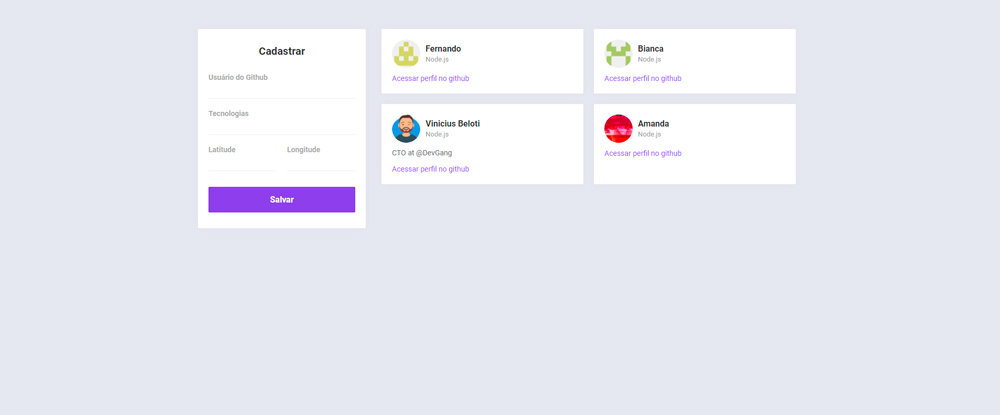 Cadastrar
Usuário do Github
Tecnologias
Latitude
Longitude
Salvar
Fernando
Node.js
Acessar perfil no github
Bianca
Node.js
Acessar perfil no github
Vinicius Beloti
Node.js
CTO at @DevGang
Acessar perfil no github
Amanda
Node.js
Acessar perfil no github